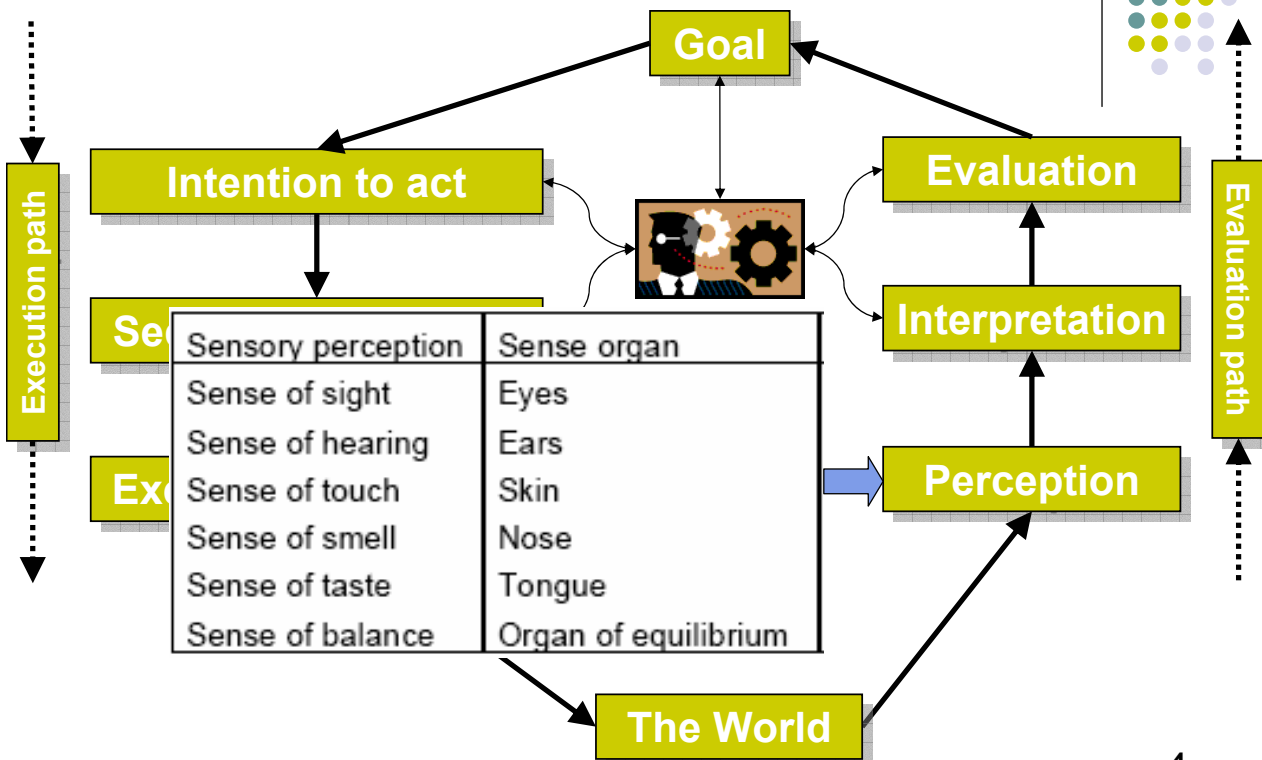 Goal
Intention to act
Evaluation
Execution path
Evaluation path
Interpretation
Sensory perception Sense organ
Sense of sight Eyes
Sense of hearing Ears
Sense of touch Skin
Sense of smell Nose
Sense of taste Tongue
Sense of balance Organ of equilibrium
Perception
The World